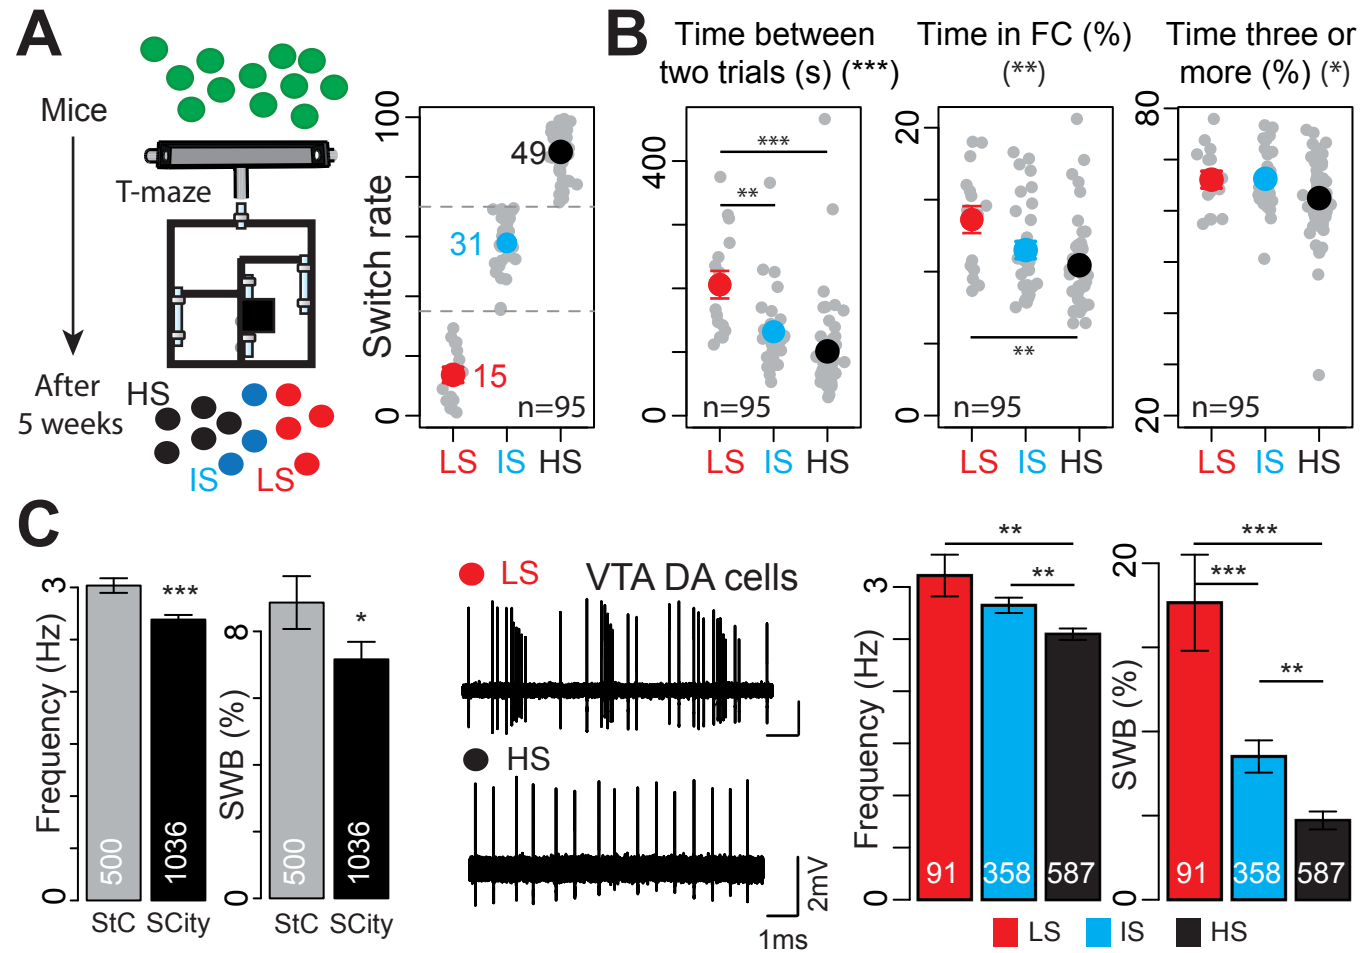 A
Mice
T-maze
After
5 weeks
HS
IS
LS
Switch rate
100
0
49
31
15
n=95
LS
IS
HS
B
Time between
two trials (s) (***)
400
0
***
**
n=95
LS
IS
HS
Time in FC (%)
(**)
20
0
**
n=95
LS
IS
HS
Time three or
more (%) (*)
80
20
n=95
LS
IS
HS
C
Frequency (Hz)
3
0
***
500
1036
StC
SCity
SWB (%)
8
0
*
500
1036
StC
SCity
LS
VTA DA cells
HS
2mV
1ms
Frequency (Hz)
3
0
**
**
91
358
587
SWB (%)
20
0
***
***
**
91
358
587
LS
IS
HS